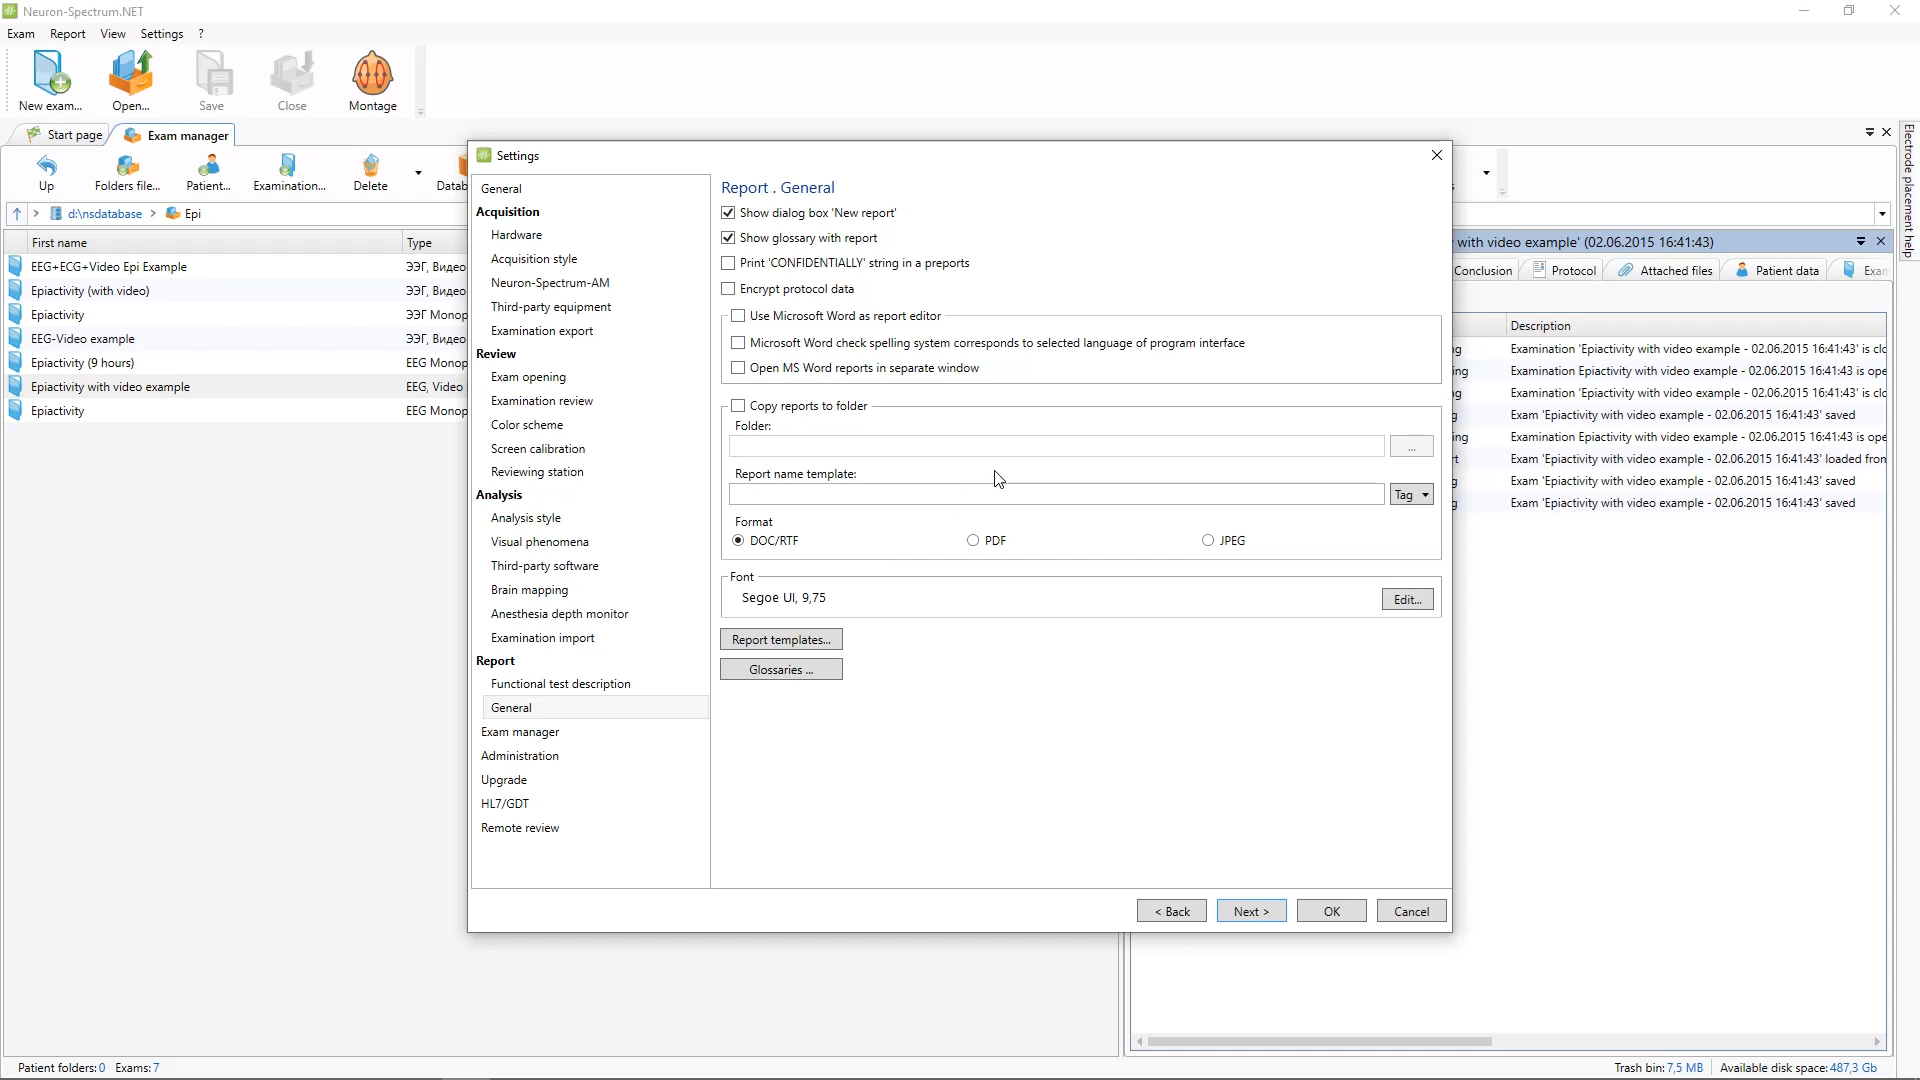 Neuron-Spectrum.NET
Exam Report View Settings ?
New exam... Open... Save Close Montage
Start page Exam manager
Up Folders file... Patient... Examination... Delete
d:\nsdatabase > Epi
First name Type
EEG+ECG+Video Epi Example ЭЭГ, Видео
Epiactivity (with video) ЭЭГ, Видео
Epiactivity ЭЭГ Моноp
EEG-Video example ЭЭГ, Видео
Epiactivity (9 hours) EEG Monop
Epiactivity with video example EEG, Video
Epiactivity EEG Monop
Settings
General
Acquisition
Hardware
Acquisition style
Neuron-Spectrum-AM
Third-party equipment
Examination export
Review
Exam opening
Examination review
Color scheme
Screen calibration
Reviewing station
Analysis
Analysis style
Visual phenomena
Third-party software
Brain mapping
Anesthesia depth monitor
Examination import
Report
Functional test description
General
Exam manager
Administration
Upgrade
HL7/GDT
Remote review
Report . General
Show dialog box 'New report'
Show glossary with report
Print 'CONFIDENTIALLY' string in a preports
Encrypt protocol data
Use Microsoft Word as report editor
Microsoft Word check spelling system corresponds to selected language of program interface
Open MS Word reports in separate window
Copy reports to folder
Folder:
...
Report name template:
Tag
Format
DOC/RTF PDF JPEG
Font
Segoe UI, 9,75
Edit...
Report templates...
Glossaries ...
< Back Next > OK Cancel
with video example' (02.06.2015 16:41:43)
Conclusion Protocol Attached files Patient data
Description
Examination 'Epiactivity with video example - 02.06.2015 16:41:43' is clo
Examination Epiactivity with video example - 02.06.2015 16:41:43 is ope
Examination 'Epiactivity with video example - 02.06.2015 16:41:43' is clo
Exam 'Epiactivity with video example - 02.06.2015 16:41:43' saved
Examination Epiactivity with video example - 02.06.2015 16:41:43 is ope
Exam 'Epiactivity with video example - 02.06.2015 16:41:43' loaded from
Exam 'Epiactivity with video example - 02.06.2015 16:41:43' saved
Exam 'Epiactivity with video example - 02.06.2015 16:41:43' saved
Electrode placement help
Patient folders: 0 Exams: 7
Trash bin: 7,5 MB Available disk space: 487,3 Gb